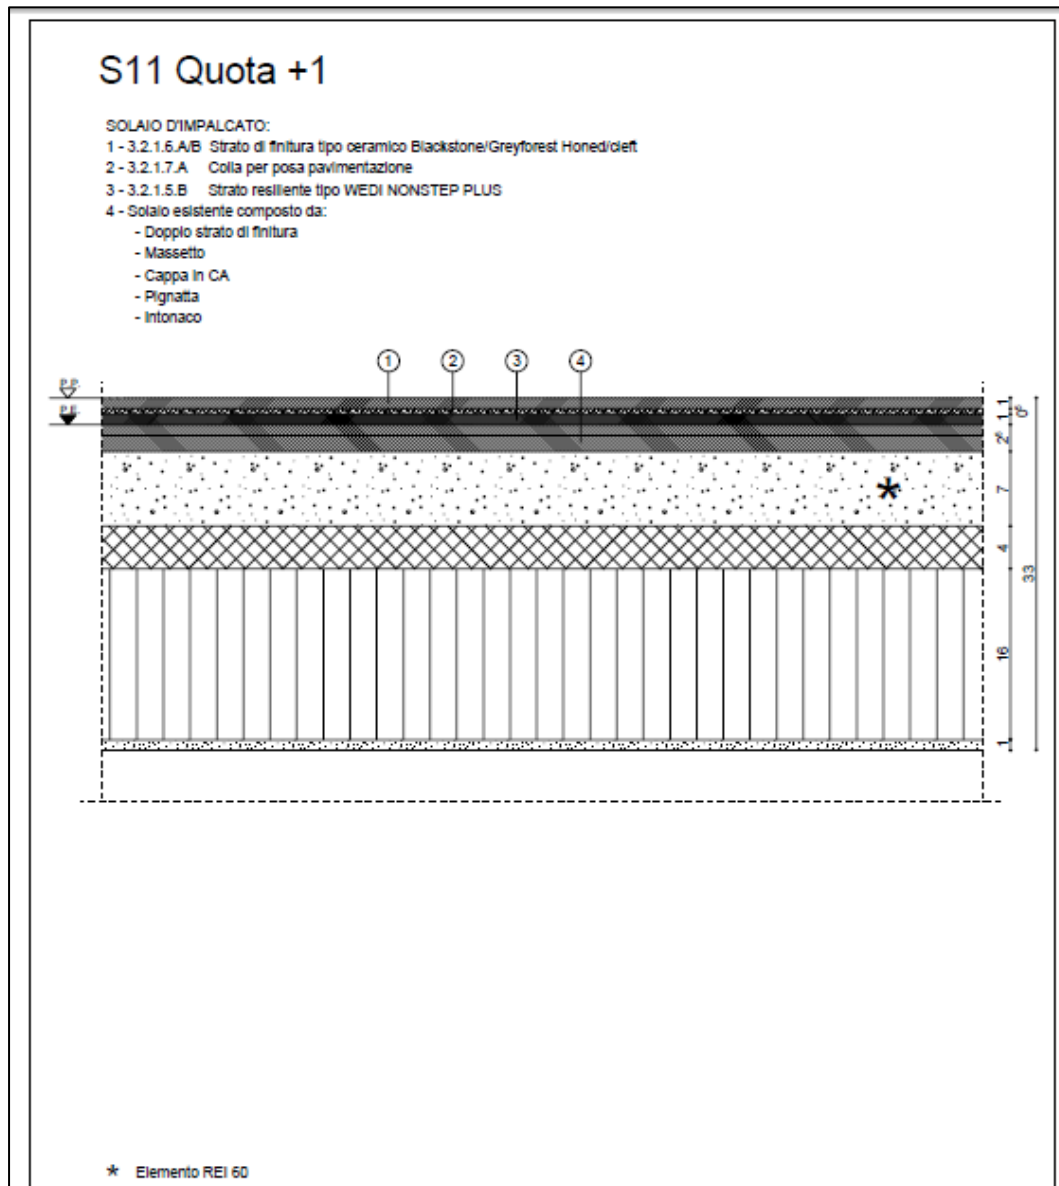 S11 Quota +1
SOLAIO D'IMPALCATO:
1 - 3.2.1.6.A/B Strato di finitura tipo ceramico Blackstone/Greyforest Honed/cleft
2 - 3.2.1.7.A Colla per posa pavimentazione
3 - 3.2.1.5.B Strato resiliente tipo WEDI NONSTEP PLUS
4 - Solaio esistente composto da:
- Doppio strato di finitura
- Massetto
- Cappa in CA
- Pignatta
- Intonaco
1 2 3 4
P.P.
P.F.
1
1
0⁵
2⁵
7
4
33
16
1
* Elemento REI 60